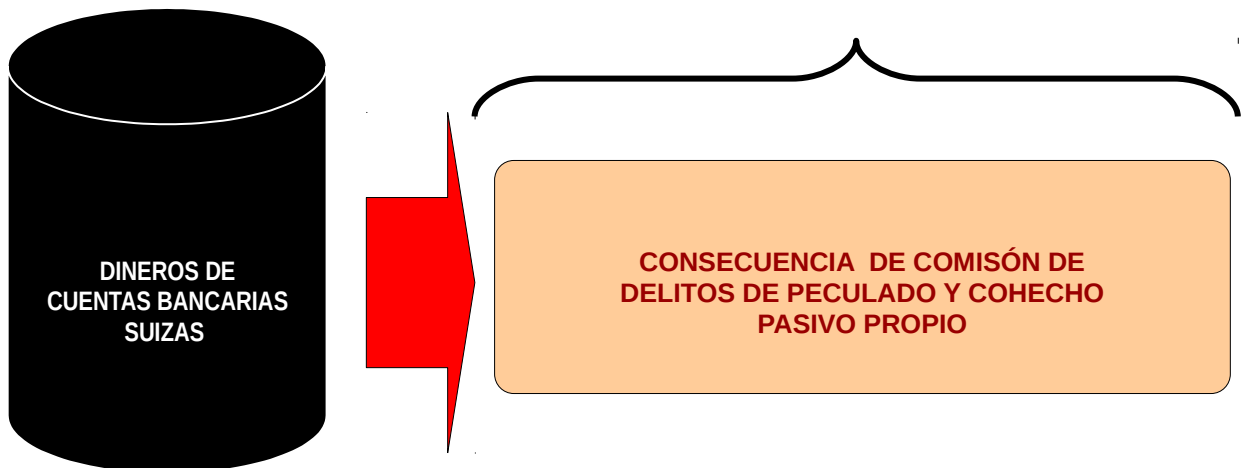 DINEROS DE
CUENTAS BANCARIAS
SUIZAS
CONSECUENCIA  DE COMISÓN DE
DELITOS DE PECULADO Y COHECHO
PASIVO PROPIO